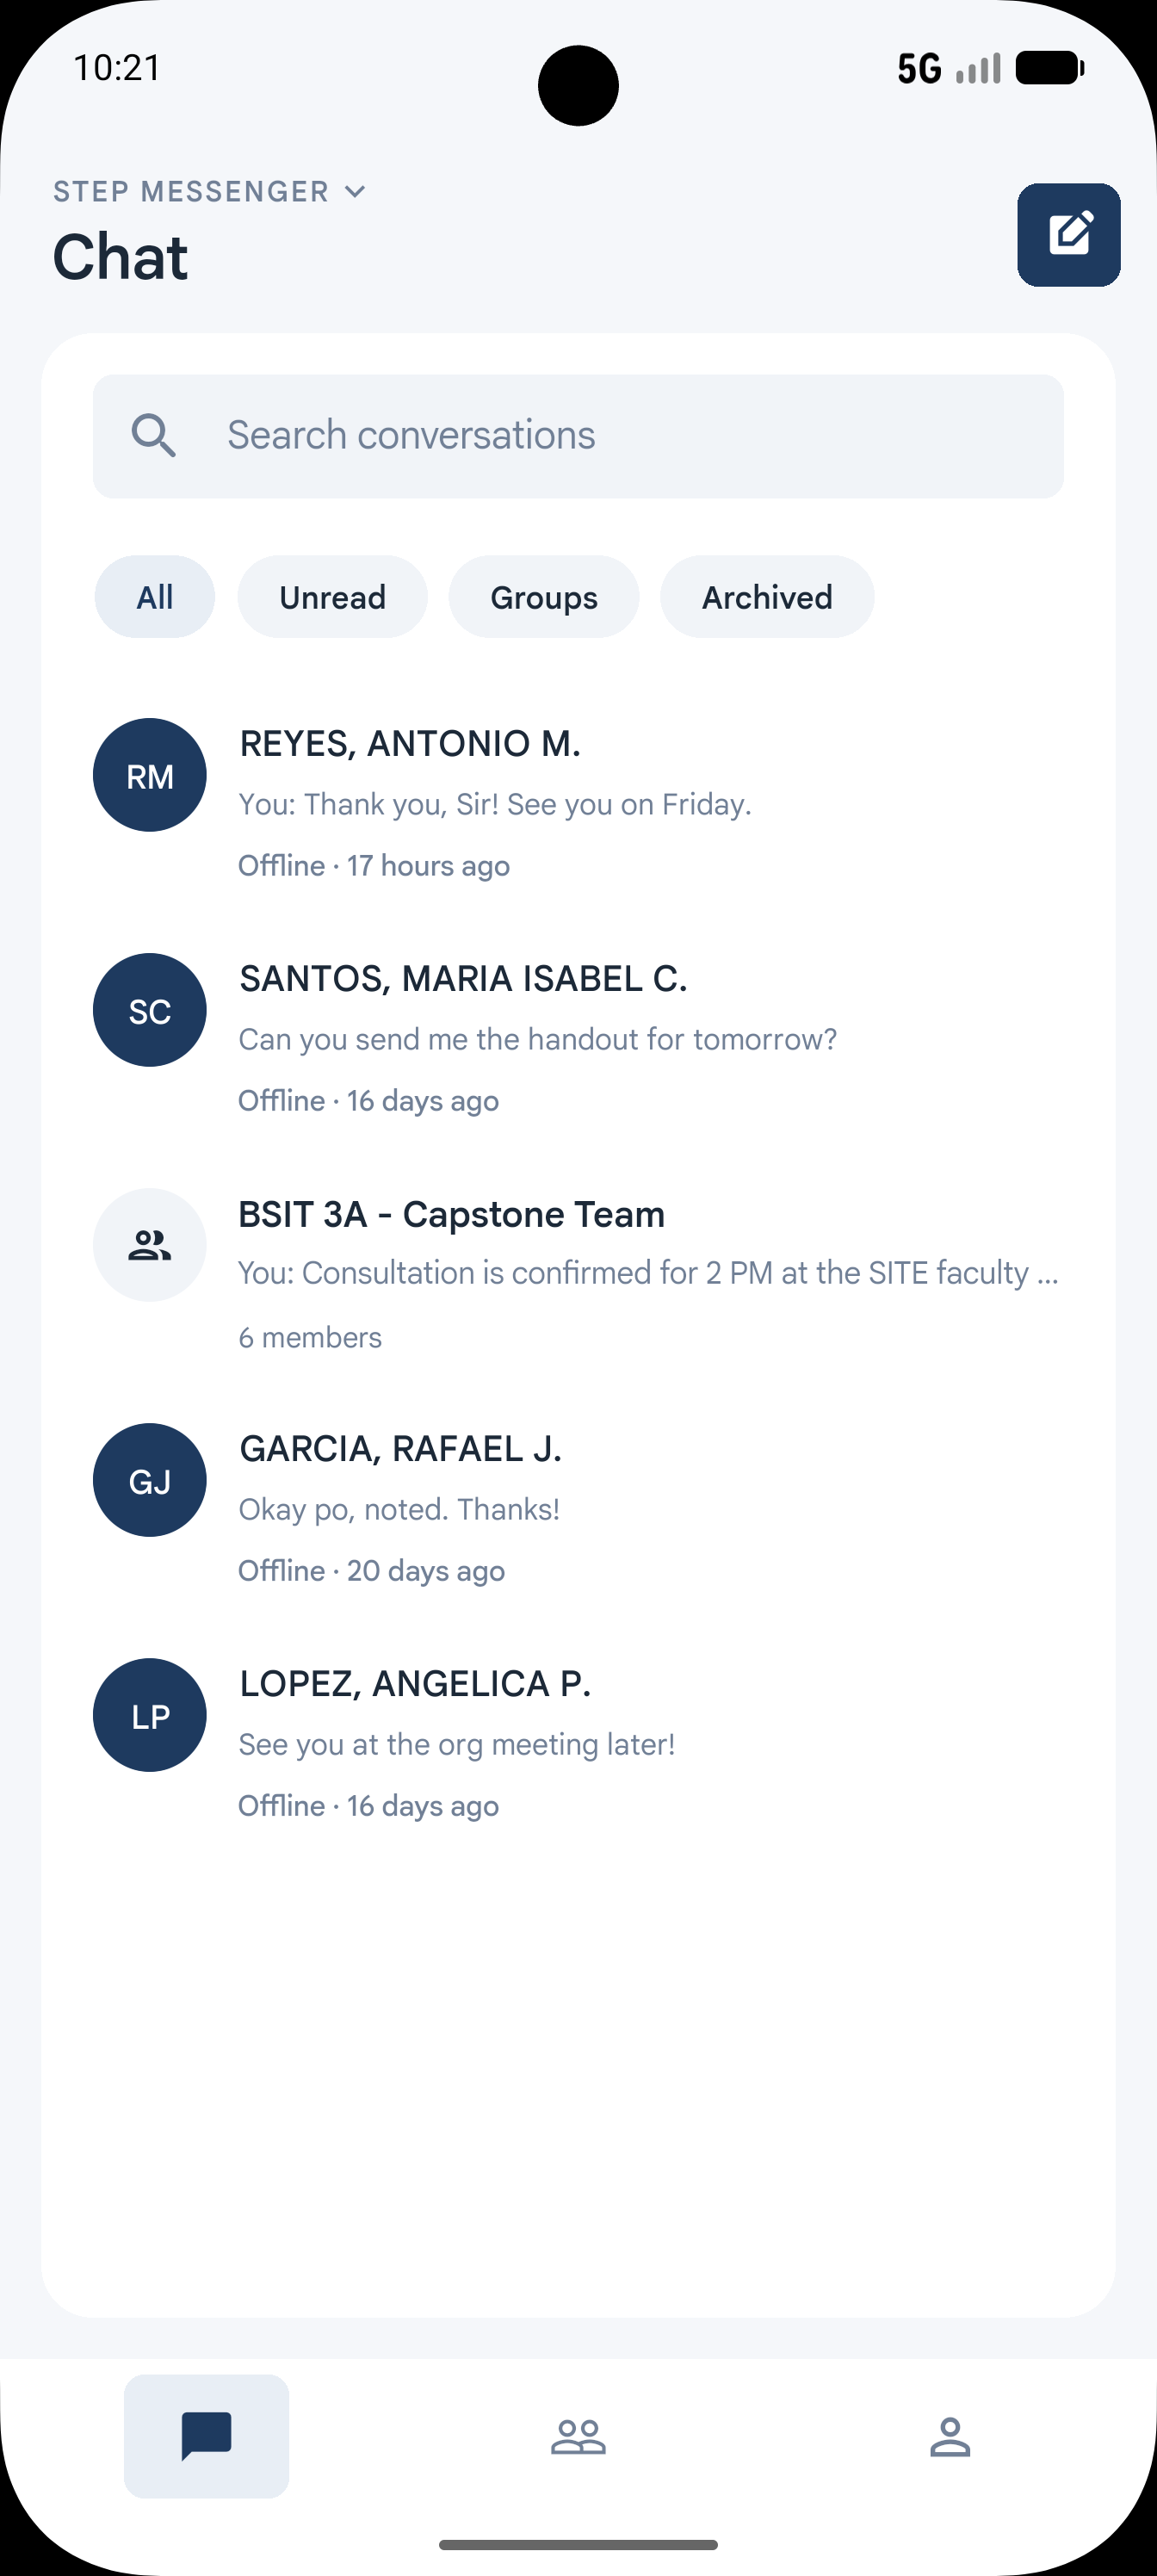 10:21
5G
STEP MESSENGER
Chat
Search conversations
All Unread Groups Archived
RM
REYES, ANTONIO M.
You: Thank you, Sir! See you on Friday.
Offline · 17 hours ago
SC
SANTOS, MARIA ISABEL C.
Can you send me the handout for tomorrow?
Offline · 16 days ago
BSIT 3A - Capstone Team
You: Consultation is confirmed for 2 PM at the SITE faculty ...
6 members
GJ
GARCIA, RAFAEL J.
Okay po, noted. Thanks!
Offline · 20 days ago
LP
LOPEZ, ANGELICA P.
See you at the org meeting later!
Offline · 16 days ago